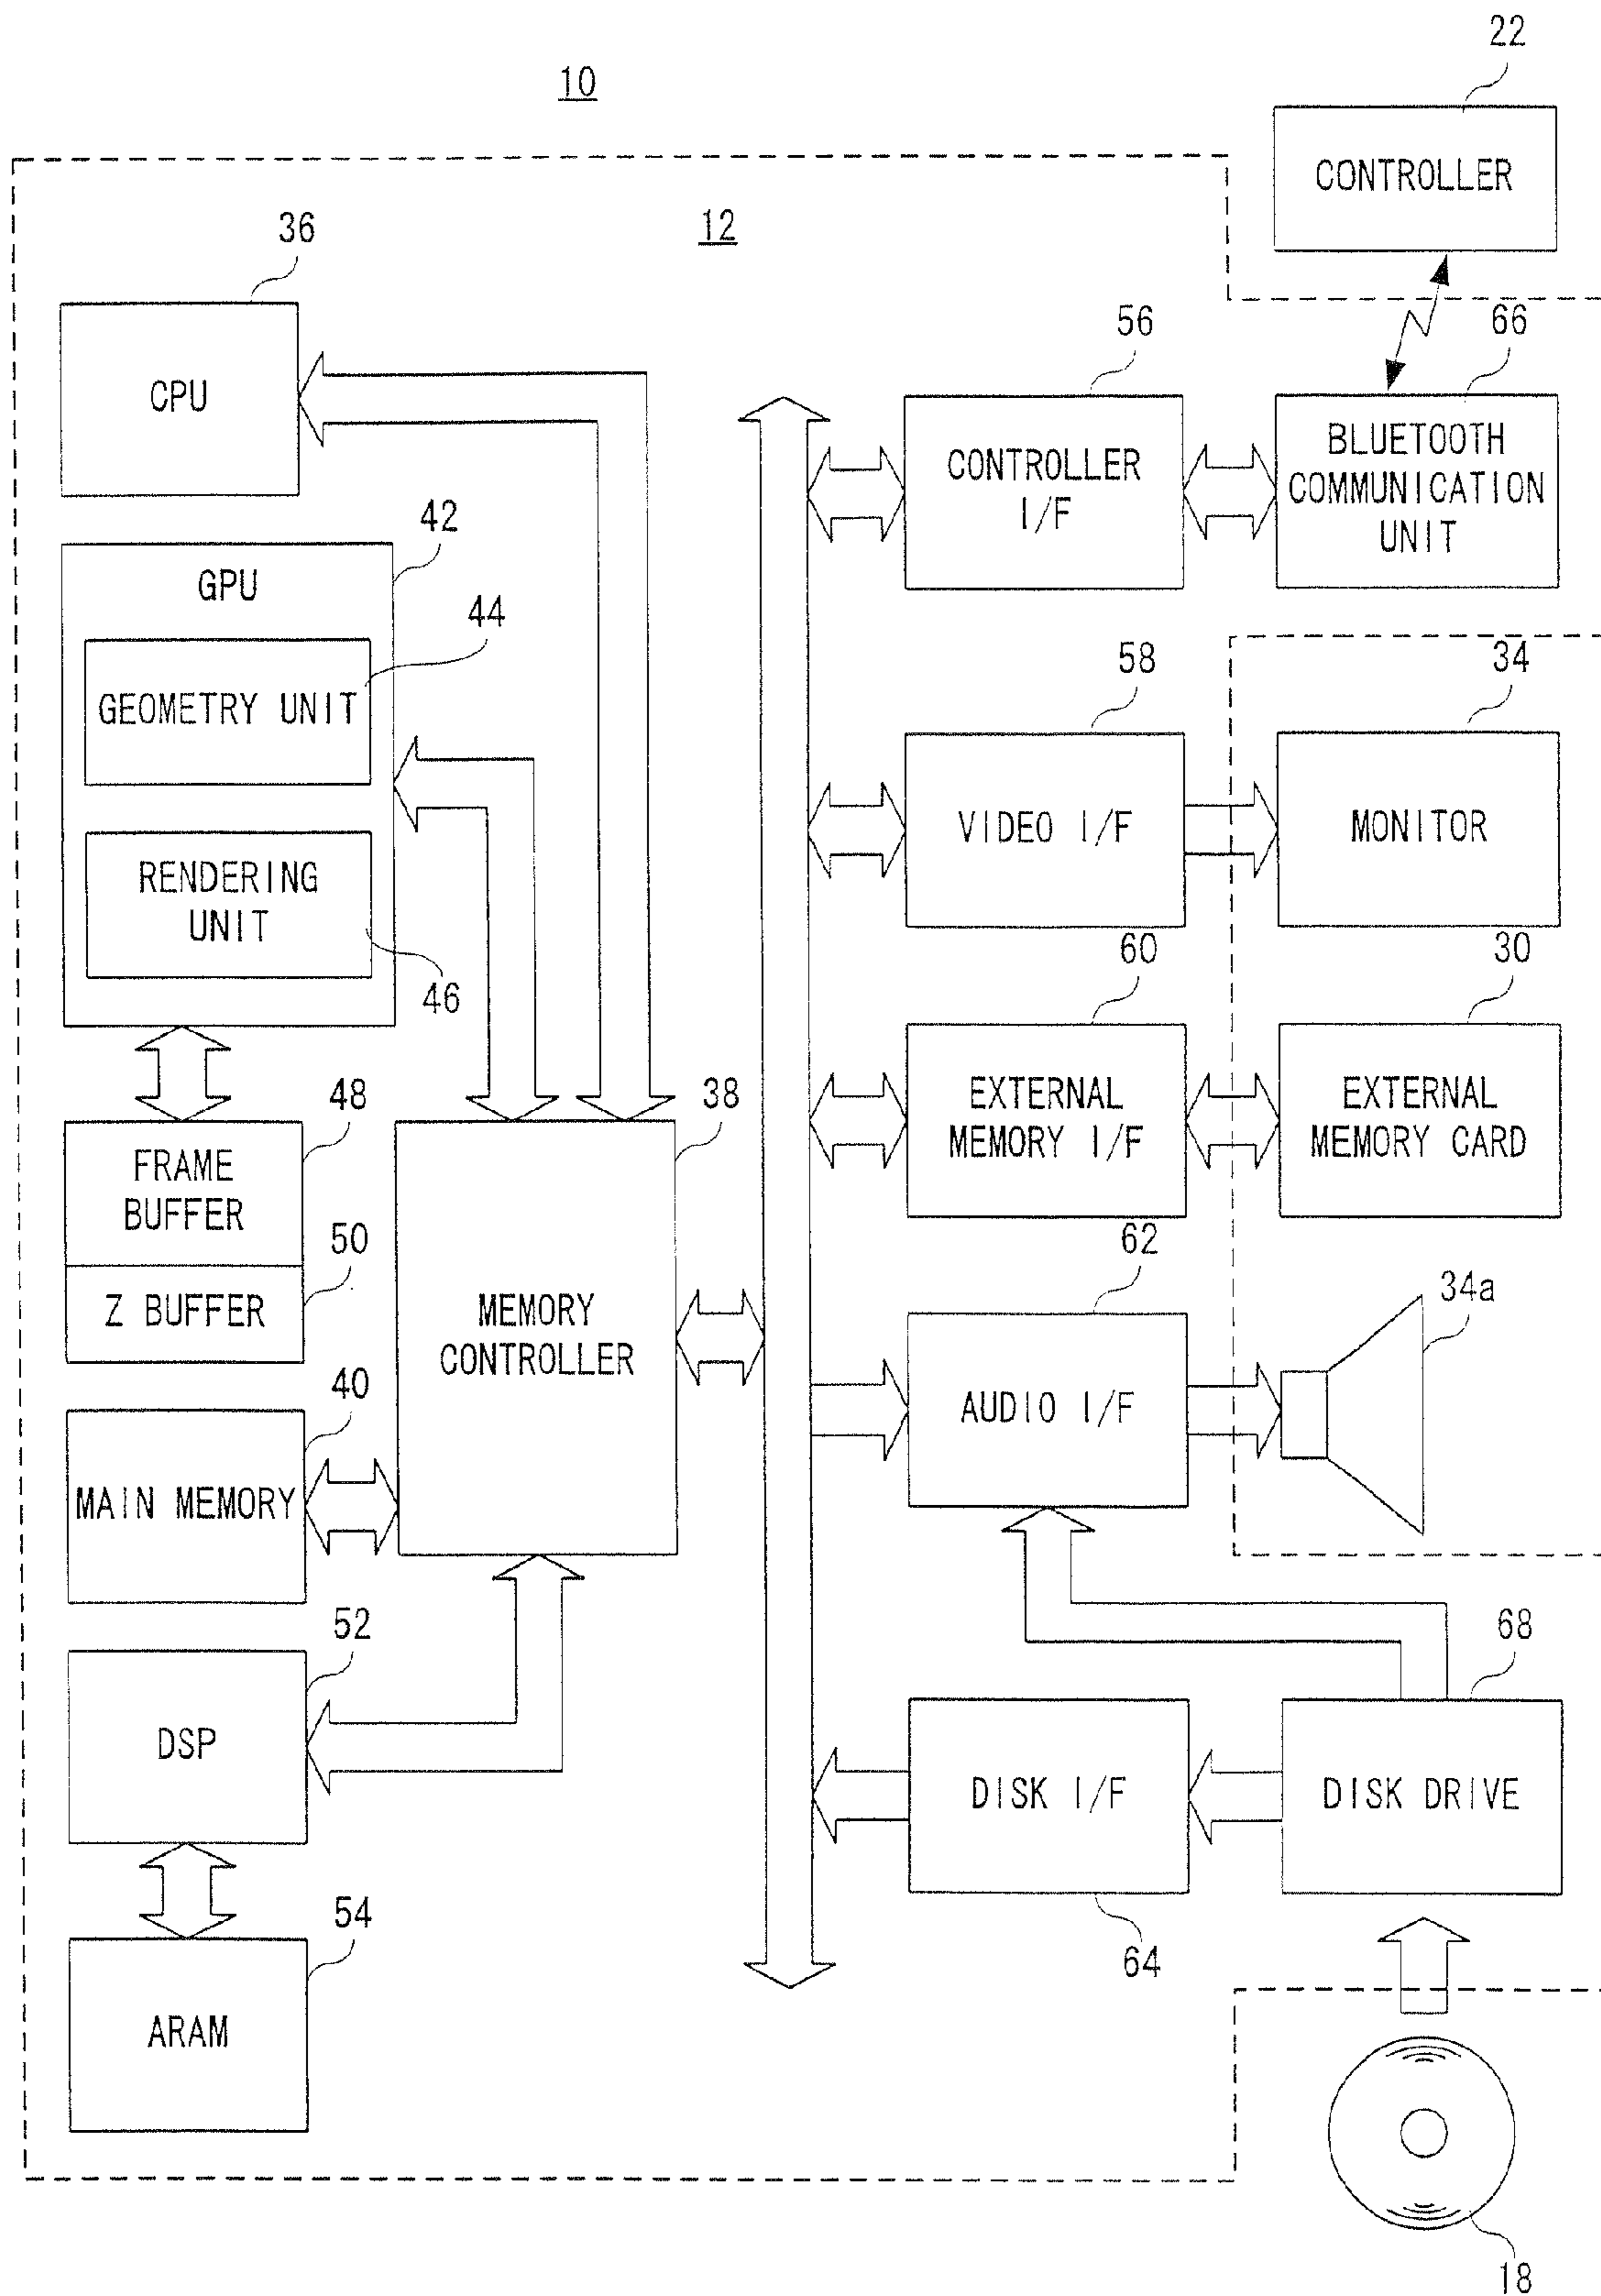 10
22
CONTROLLER
12
36
CPU
56
CONTROLLER
I/F
66
BLUETOOTH
COMMUNICATION
UNIT
42
GPU
44
GEOMETRY UNIT
RENDERING
UNIT
46
58
VIDEO I/F
34
MONITOR
60
EXTERNAL
MEMORY I/F
30
EXTERNAL
MEMORY CARD
48
FRAME
BUFFER
50
Z BUFFER
38
MEMORY
CONTROLLER
62
AUDIO I/F
34a
40
MAIN MEMORY
52
DSP
68
DISK DRIVE
DISK I/F
64
54
ARAM
18